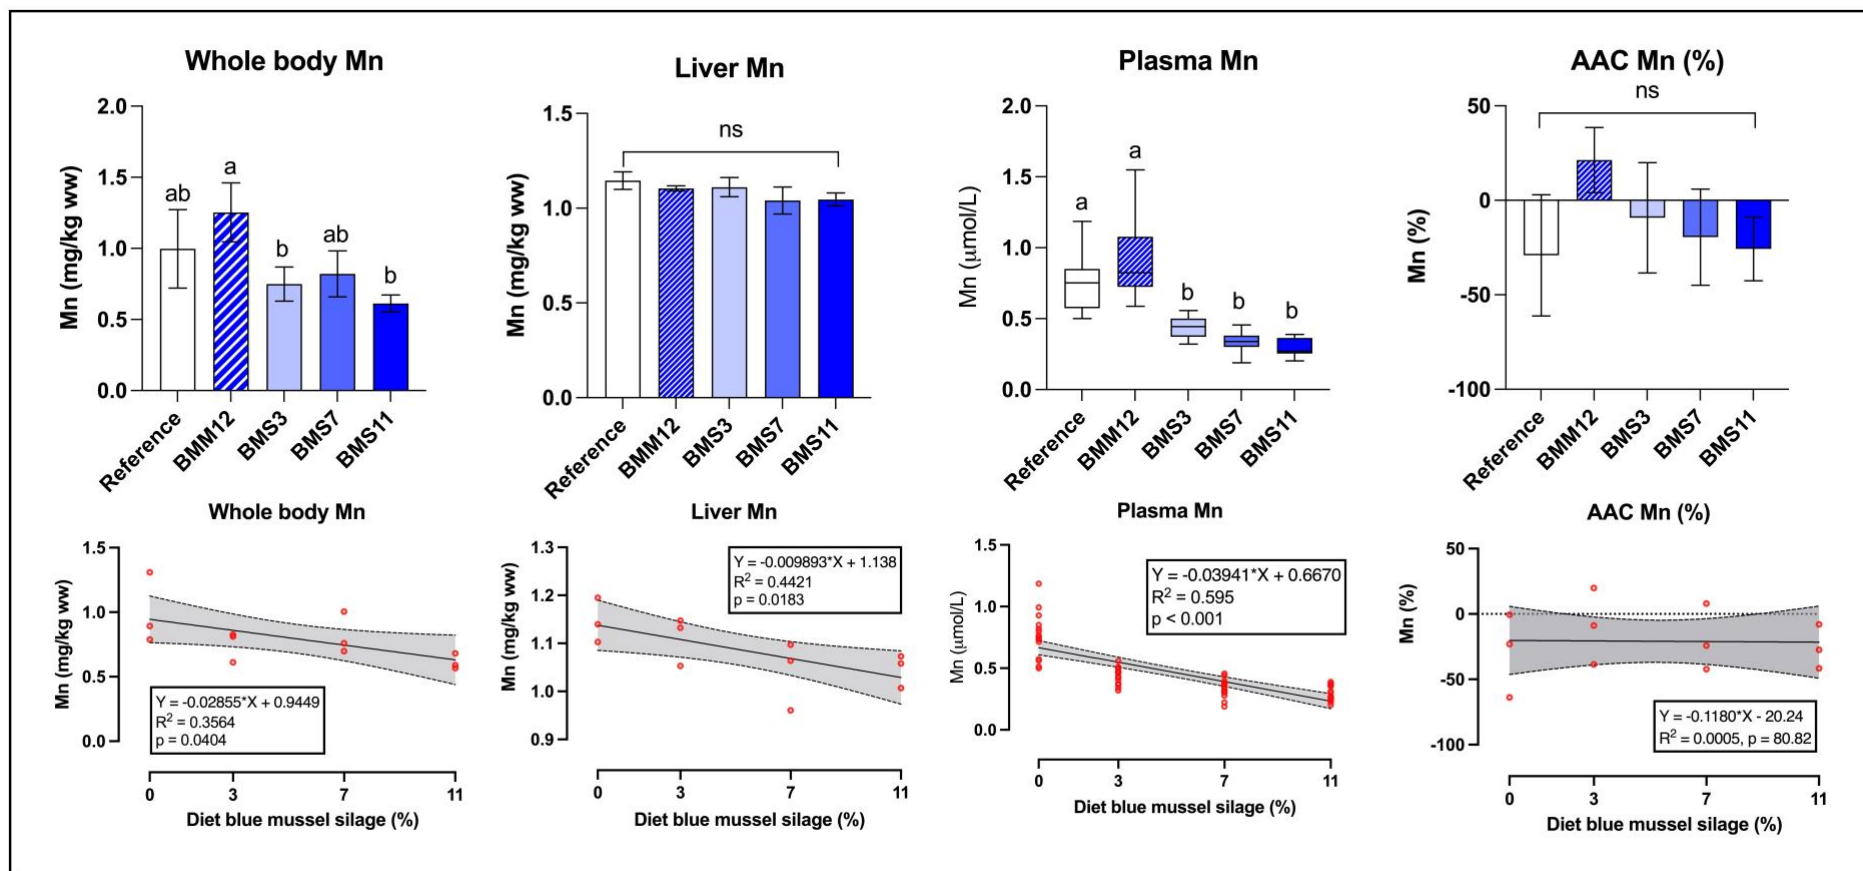 Whole body Mn
Mn (mg/kg ww)
2.0
1.5
1.0
0.5
0.0
ab
a
b
ab
b
Reference
BMM12
BMS3
BMS7
BMS11
Liver Mn
Mn (mg/kg ww)
1.5
1.0
0.5
0.0
ns
Reference
BMM12
BMS3
BMS7
BMS11
Plasma Mn
Mn (μmol/L)
2.0
1.5
1.0
0.5
0.0
a
a
b
b
b
Reference
BMM12
BMS3
BMS7
BMS11
AAC Mn (%)
Mn (%)
50
0
-50
-100
ns
Reference
BMM12
BMS3
BMS7
BMS11
Whole body Mn
Mn (mg/kg ww)
1.5
1.0
0.5
0.0
Y = -0.02855*X + 0.9449
R² = 0.3564
p = 0.0404
0 3 7 11
Diet blue mussel silage (%)
Liver Mn
Mn (mg/kg ww)
1.3
1.2
1.1
1.0
0.9
Y = -0.009893*X + 1.138
R² = 0.4421
p = 0.0183
0 3 7 11
Diet blue mussel silage (%)
Plasma Mn
Mn (μmol/L)
1.5
1.0
0.5
0.0
Y = -0.03941*X + 0.6670
R² = 0.595
p < 0.001
0 3 7 11
Diet blue mussel silage (%)
AAC Mn (%)
Mn (%)
50
0
-50
-100
Y = -0.1180*X - 20.24
R² = 0.0005, p = 80.82
0 3 7 11
Diet blue mussel silage (%)